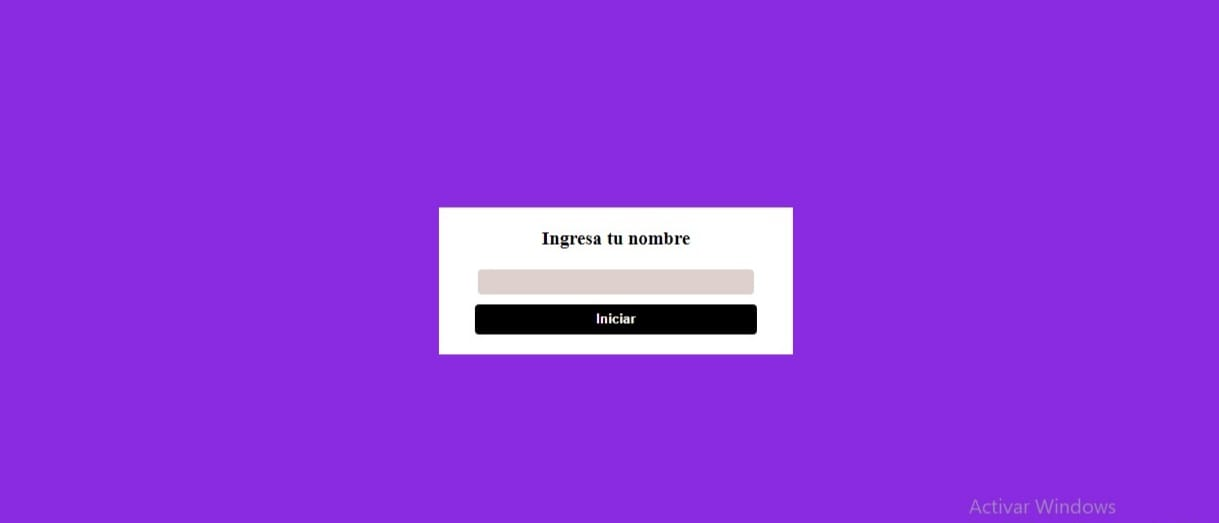 Ingresa tu nombre
Iniciar
Activar Windows